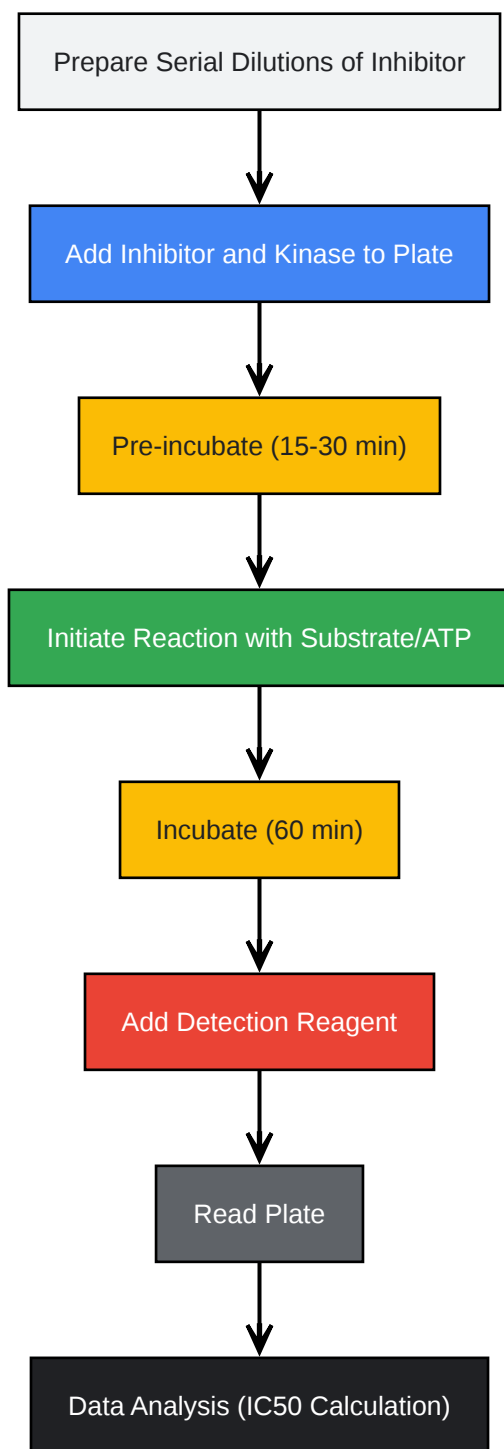 Prepare Serial Dilutions of Inhibitor
Add Inhibitor and Kinase to Plate
Pre-incubate (15-30 min)
Initiate Reaction with Substrate/ATP
Incubate (60 min)
Add Detection Reagent
Read Plate
Data Analysis (IC50 Calculation)